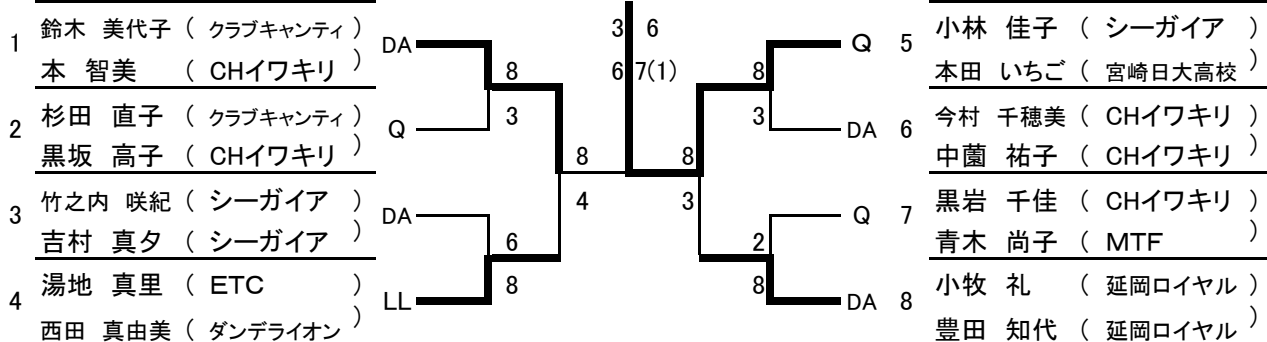 1 鈴木 美代子 ( クラブキャンティ )
本 智美 ( CHイワキリ )
DA
2 杉田 直子 ( クラブキャンティ )
黒坂 高子 ( CHイワキリ )
Q
3 竹之内 咲紀 ( シーガイア )
吉村 真夕 ( シーガイア )
DA
4 湯地 真里 ( ETC )
西田 真由美 ( ダンデライオン )
LL
8
3
6
8
8
4
3 6
6 7(1)
8
3
8
3
2
8
Q 5 小林 佳子 ( シーガイア )
本田 いちご ( 宮崎日大高校 )
DA 6 今村 千穂美 ( CHイワキリ )
中薗 祐子 ( CHイワキリ )
Q 7 黒岩 千佳 ( CHイワキリ )
青木 尚子 ( MTF )
DA 8 小牧 礼 ( 延岡ロイヤル )
豊田 知代 ( 延岡ロイヤル )